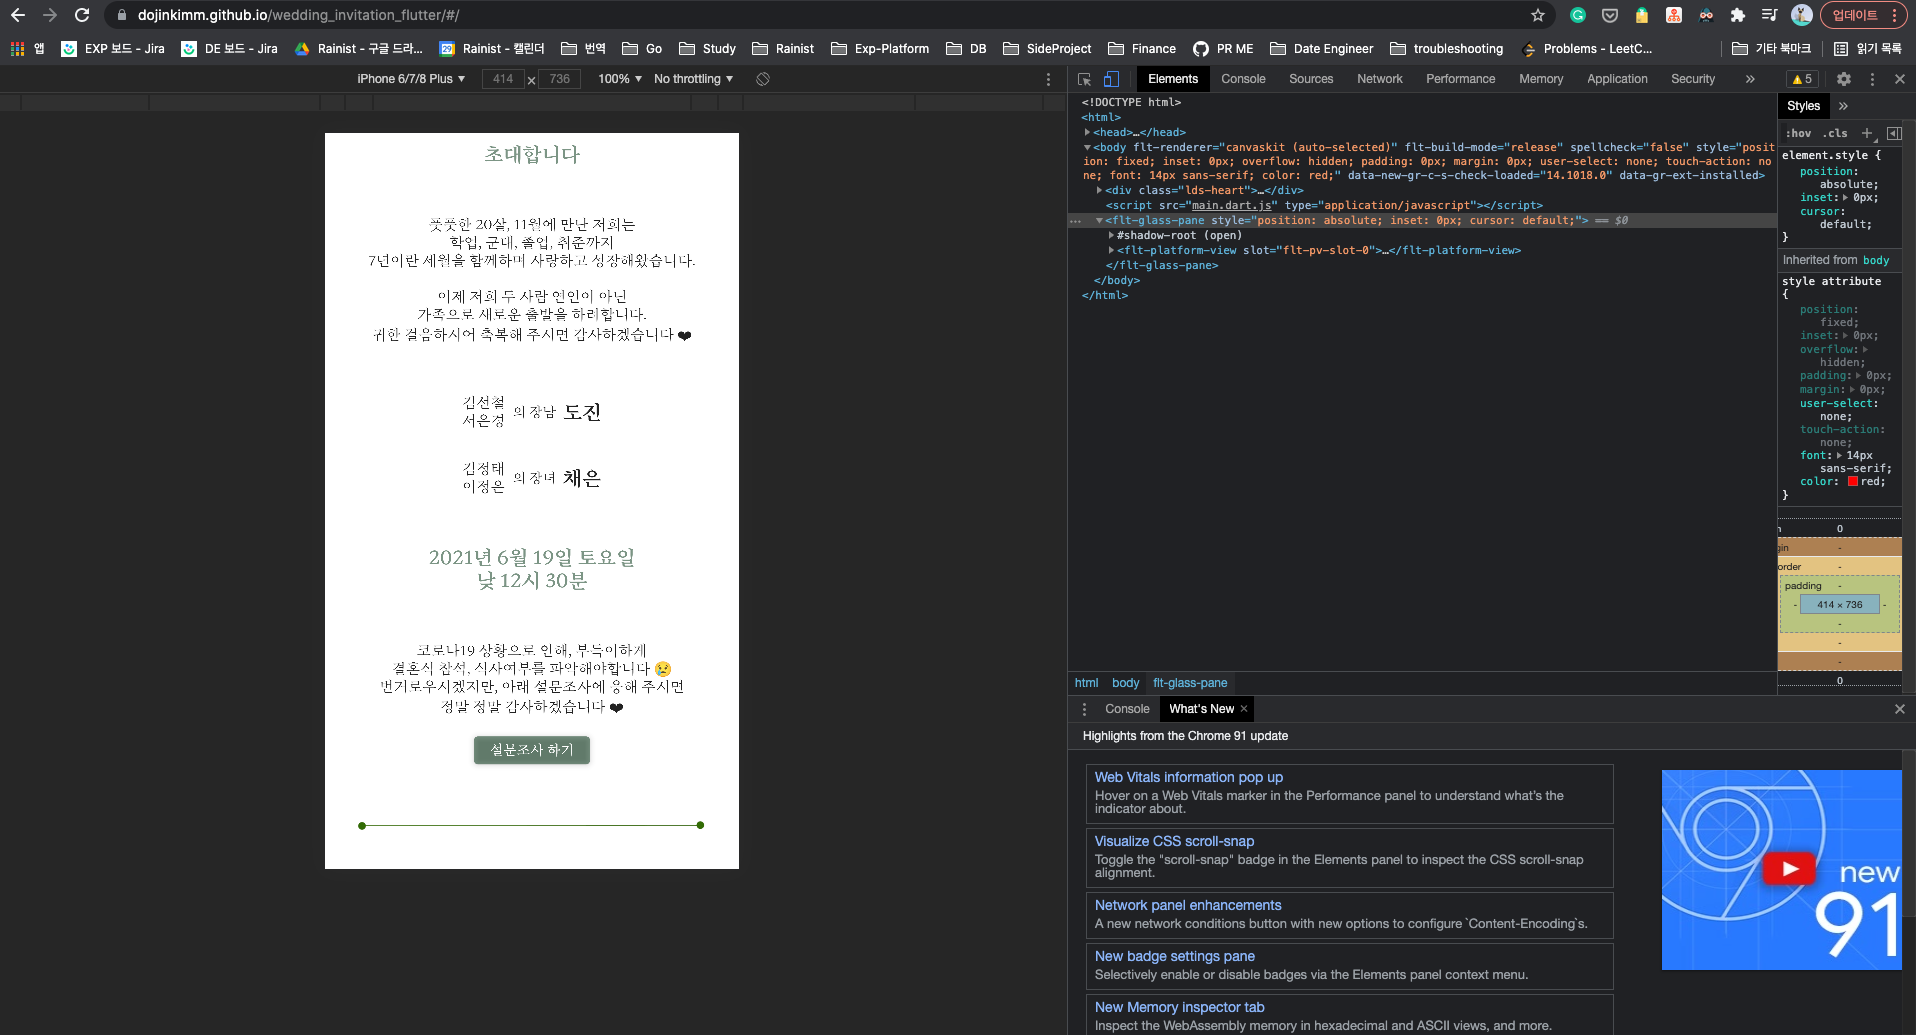 dojinkimm.github.io/wedding_invitation_flutter/#/
업데이트
앱
EXP 보드 - Jira
DE 보드 - Jira
Rainist - 구글 드라...
Rainist - 캘린더
번역
Go
Study
Rainist
Exp-Platform
DB
SideProject
Finance
PR ME
Date Engineer
troubleshooting
Problems - LeetC...
기타 북마크
읽기 목록
iPhone 6/7/8 Plus
414
×
736
100%
No throttling
Elements
Console
Sources
Network
Performance
Memory
Application
Security
»
5
초대합니다
풋풋한 20살, 11월에 만난 저희는
학업, 군대, 졸업, 취준까지
7년이란 세월을 함께하며 사랑하고 성장해왔습니다.
이제 저희 두 사람 연인이 아닌
가족으로 새로운 출발을 하려합니다.
귀한 걸음하시어 축복해 주시면 감사하겠습니다 ❤
김선철
서은경
의 장남 도진
김정태
이정은
의 장녀 채은
2021년 6월 19일 토요일
낮 12시 30분
코로나19 상황으로 인해, 부득이하게
결혼식 참석, 식사여부를 파악해야합니다 😢
번거로우시겠지만, 아래 설문조사에 응해 주시면
정말 정말 감사하겠습니다 ❤
설문조사 하기
<!DOCTYPE html>
<html>
<head>…</head>
<body flt-renderer="canvaskit (auto-selected)" flt-build-mode="release" spellcheck="false" style="posit
ion: fixed; inset: 0px; overflow: hidden; padding: 0px; margin: 0px; user-select: none; touch-action: no
ne; font: 14px sans-serif; color: red;" data-new-gr-c-s-check-loaded="14.1018.0" data-gr-ext-installed>
<div class="lds-heart">…</div>
<script src="main.dart.js" type="application/javascript"></script>
<flt-glass-pane style="position: absolute; inset: 0px; cursor: default;"> == $0
#shadow-root (open)
<flt-platform-view slot="flt-pv-slot-0">…</flt-platform-view>
</flt-glass-pane>
</body>
</html>
html
body
flt-glass-pane
Styles
»
:hov
.cls
element.style {
position:
absolute;
inset: 0px;
cursor:
default;
}
Inherited from body
style attribute
{
position:
fixed;
inset: 0px;
overflow:
hidden;
padding: 0px;
margin: 0px;
user-select:
none;
touch-action:
none;
font: 14px
sans-serif;
color: red;
}
0
gin
-
order
-
padding
-
-
414 × 736
-
-
-
-
0
Console
What's New
×
Highlights from the Chrome 91 update
Web Vitals information pop up
Hover on a Web Vitals marker in the Performance panel to understand what's the
indicator about.
Visualize CSS scroll-snap
Toggle the "scroll-snap" badge in the Elements panel to inspect the CSS scroll-snap
alignment.
Network panel enhancements
A new network conditions button with new options to configure `Content-Encoding`s.
New badge settings pane
Selectively enable or disable badges via the Elements panel context menu.
New Memory inspector tab
Inspect the WebAssembly memory in hexadecimal and ASCII views, and more.
new
91